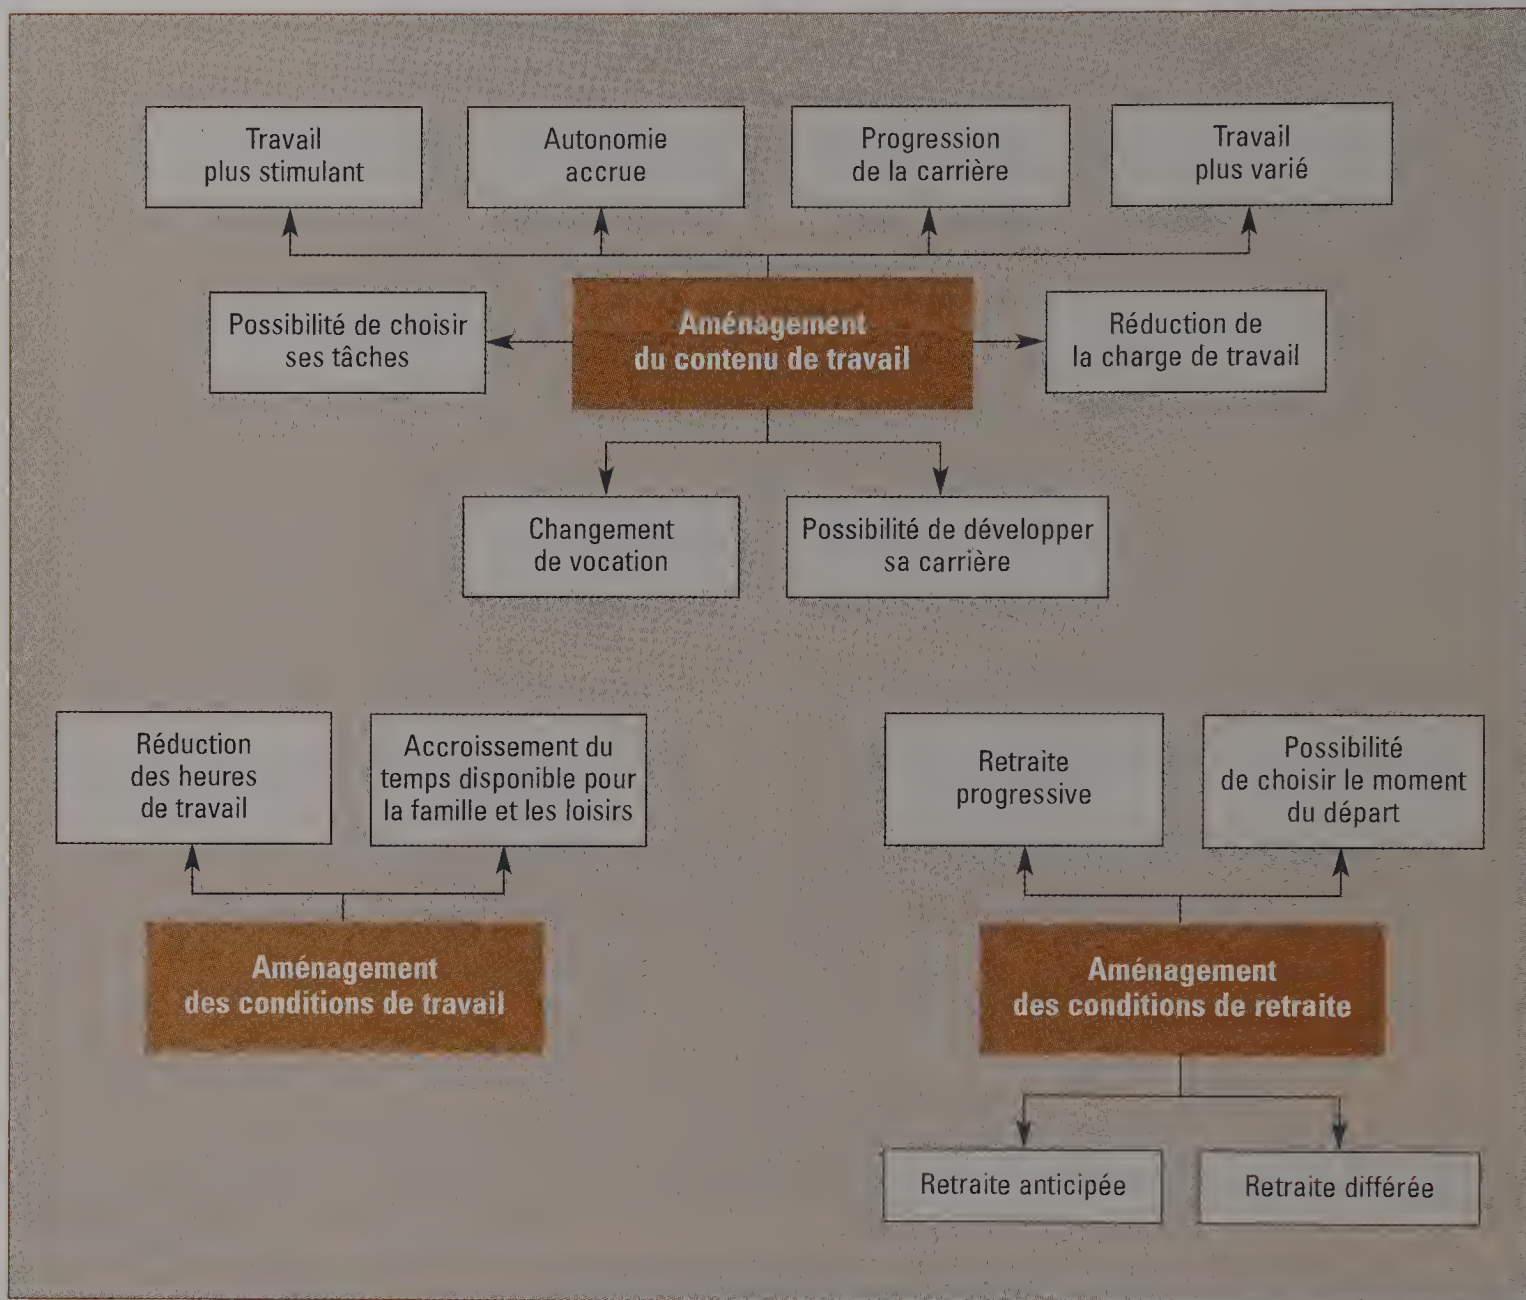 Travail
plus stimulant
Autonomie
accrue
Progression
de la carrière
Travail
plus varié
Possibilité de choisir
ses tâches
Aménagement
du contenu de travail
Réduction de
la charge de travail
Changement
de vocation
Possibilité de développer
sa carrière
Réduction
des heures
de travail
Accroissement du
temps disponible pour
la famille et les loisirs
Retraite
progressive
Possibilité
de choisir le moment
du départ
Aménagement
des conditions de travail
Aménagement
des conditions de retraite
Retraite anticipée
Retraite différée